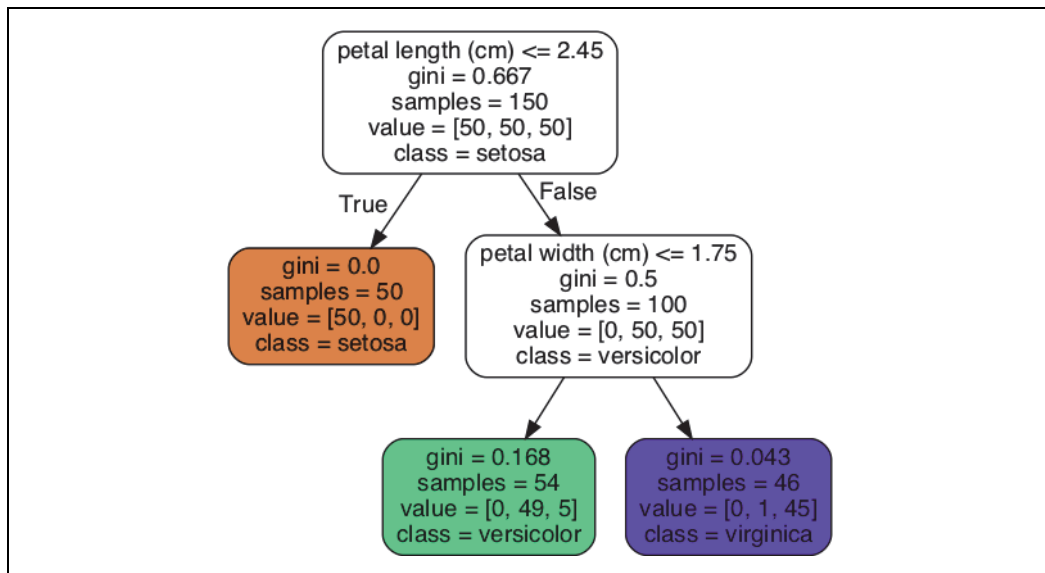 petal length (cm) <= 2.45
gini = 0.667
samples = 150
value = [50, 50, 50]
class = setosa
True
False
gini = 0.0
samples = 50
value = [50, 0, 0]
class = setosa
petal width (cm) <= 1.75
gini = 0.5
samples = 100
value = [0, 50, 50]
class = versicolor
gini = 0.168
samples = 54
value = [0, 49, 5]
class = versicolor
gini = 0.043
samples = 46
value = [0, 1, 45]
class = virginica